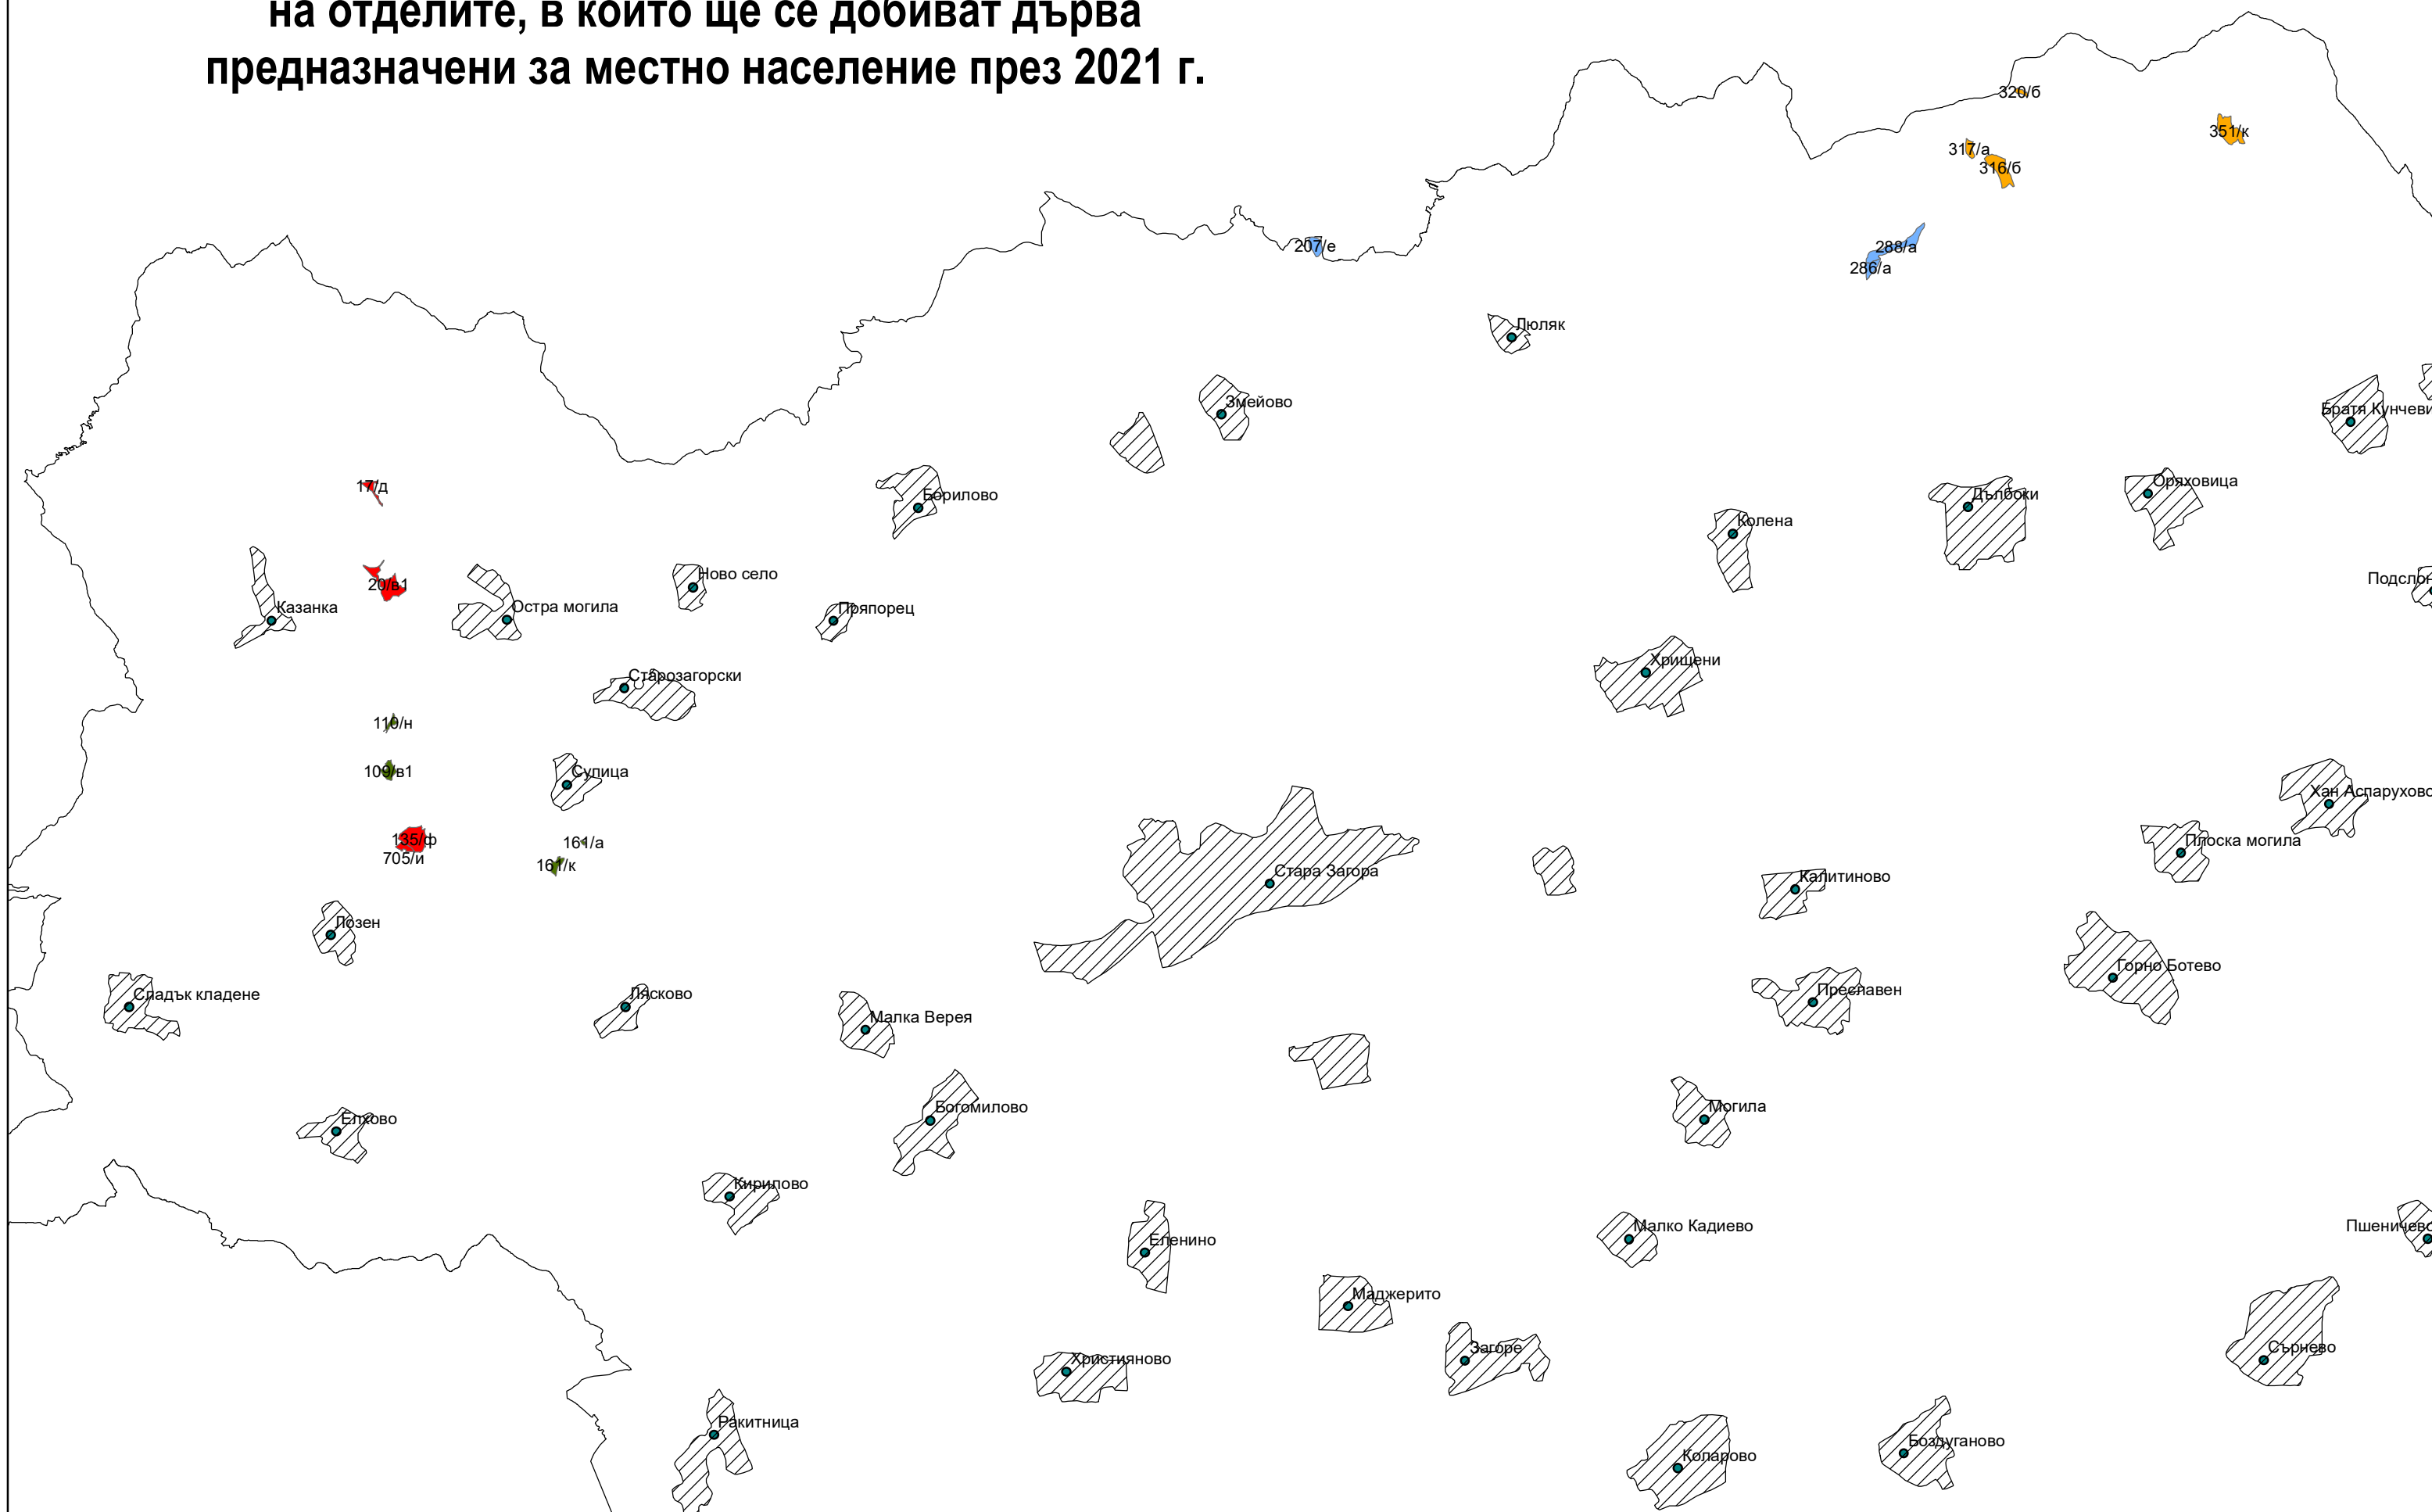 на отделите, в които ще се добиват дърва
предназначени за местно население през 2021 г.
320/б
351/к
317/а
316/б
207/е
288/а
286/а
Люляк
Змейово
Братя Кунчеви
Оряховица
17/д
Борилово
Дълбоки
Колена
Ново село
Подслон
20/в1
Казанка
Остра могила
Пряпорец
Хрищени
Старозагорски
110/н
109/в1
Сулица
Хан Аспарухово
135/ф
161/а
Плоска могила
705/и
161/к
Стара Загора
Калитиново
Лозен
Горно Ботево
Преславен
Сладък кладене
Лясково
Малка Верея
Могила
Богомилово
Елхово
Кирилово
Малко Кадиево
Пшеничево
Еленино
Маджерито
Загоре
Сърнево
Християново
Ракитница
Боздуганово
Коларово